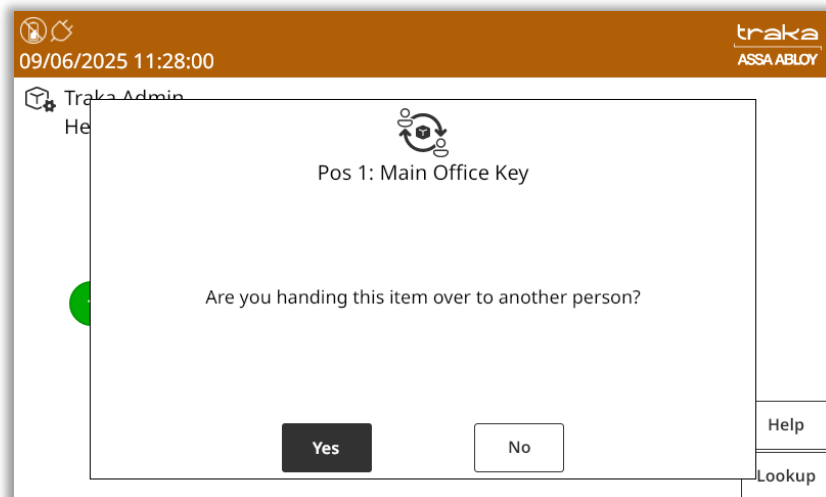 09/06/2025 11:28:00
traka
ASSA ABLOY
Traka Admin
He
Pos 1: Main Office Key
Are you handing this item over to another person?
Yes
No
Help
Lookup